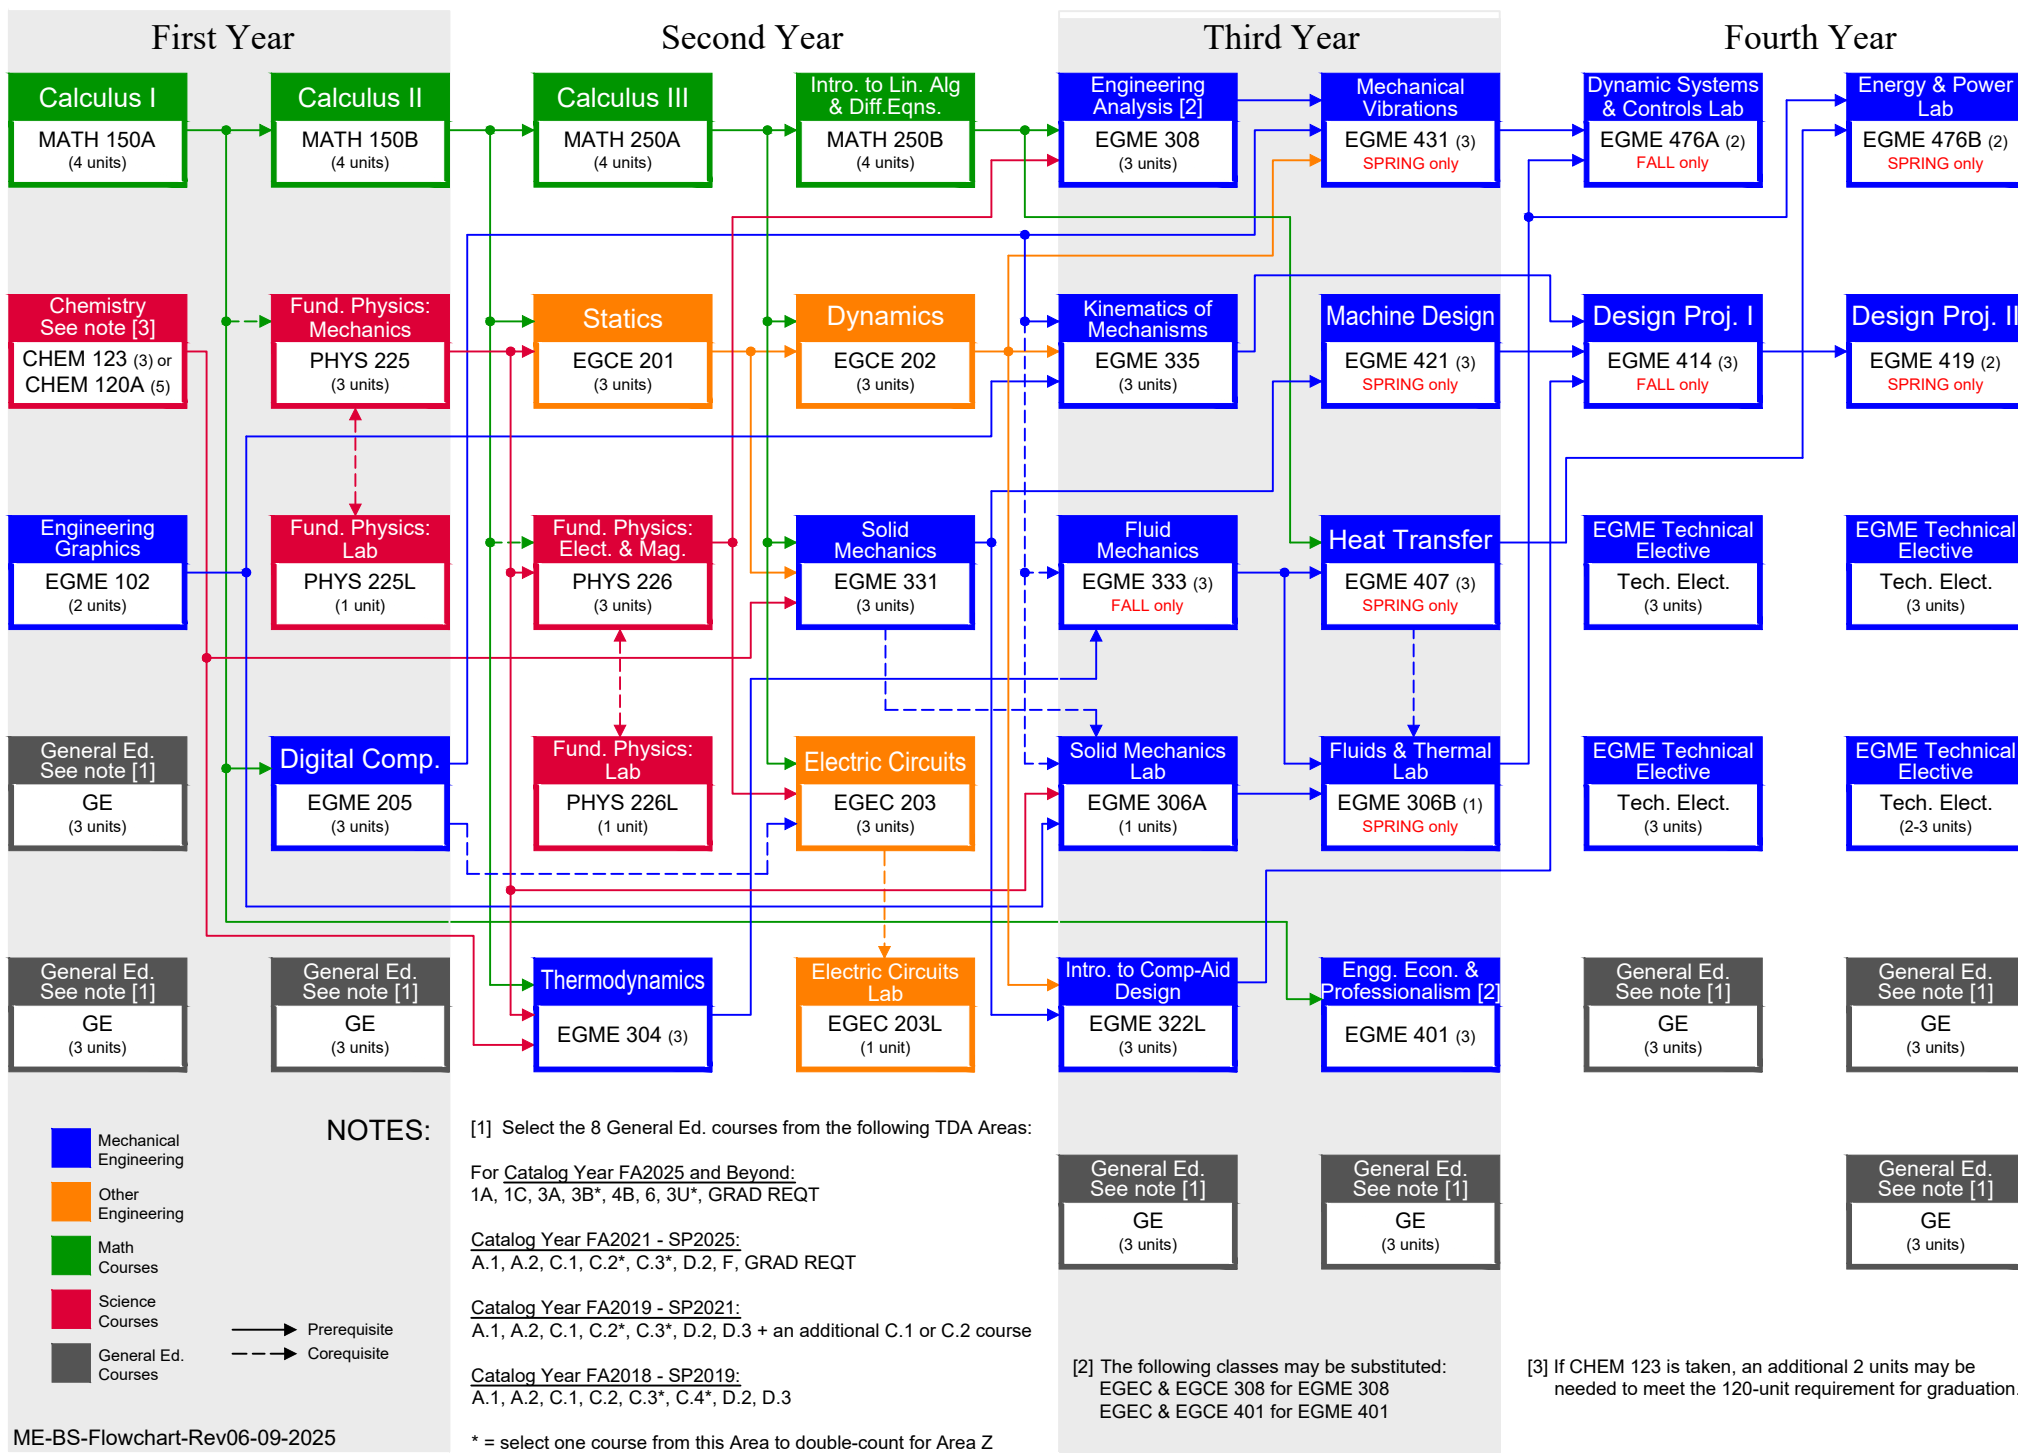 First Year
Second Year
Third Year
Fourth Year
Calculus I
MATH 150A
(4 units)
Calculus II
MATH 150B
(4 units)
Calculus III
MATH 250A
(4 units)
Intro. to Lin. Alg
& Diff.Eqns.
MATH 250B
(4 units)
Engineering
Analysis [2]
EGME 308
(3 units)
Mechanical
Vibrations
EGME 431 (3)
SPRING only
Dynamic Systems
& Controls Lab
EGME 476A (2)
FALL only
Energy & Power
Lab
EGME 476B (2)
SPRING only
Chemistry
See note [3]
CHEM 123 (3) or
CHEM 120A (5)
Fund. Physics:
Mechanics
PHYS 225
(3 units)
Statics
EGCE 201
(3 units)
Dynamics
EGCE 202
(3 units)
Kinematics of
Mechanisms
EGME 335
(3 units)
Machine Design
EGME 421 (3)
SPRING only
Design Proj. I
EGME 414 (3)
FALL only
Design Proj. II
EGME 419 (2)
SPRING only
Engineering
Graphics
EGME 102
(2 units)
Fund. Physics:
Lab
PHYS 225L
(1 unit)
Fund. Physics:
Elect. & Mag.
PHYS 226
(3 units)
Solid
Mechanics
EGME 331
(3 units)
Fluid
Mechanics
EGME 333 (3)
FALL only
Heat Transfer
EGME 407 (3)
SPRING only
EGME Technical
Elective
Tech. Elect.
(3 units)
EGME Technical
Elective
Tech. Elect.
(3 units)
General Ed.
See note [1]
GE
(3 units)
Digital Comp.
EGME 205
(3 units)
Fund. Physics:
Lab
PHYS 226L
(1 unit)
Electric Circuits
EGEC 203
(3 units)
Solid Mechanics
Lab
EGME 306A
(1 units)
Fluids & Thermal
Lab
EGME 306B (1)
SPRING only
EGME Technical
Elective
Tech. Elect.
(3 units)
EGME Technical
Elective
Tech. Elect.
(2-3 units)
General Ed.
See note [1]
GE
(3 units)
General Ed.
See note [1]
GE
(3 units)
Thermodynamics
EGME 304 (3)
Electric Circuits
Lab
EGEC 203L
(1 unit)
Intro. to Comp-Aid
Design
EGME 322L
(3 units)
Engg. Econ. &
Professionalism [2]
EGME 401 (3)
General Ed.
See note [1]
GE
(3 units)
General Ed.
See note [1]
GE
(3 units)
General Ed.
See note [1]
GE
(3 units)
General Ed.
See note [1]
GE
(3 units)
General Ed.
See note [1]
GE
(3 units)
Mechanical
Engineering
Other
Engineering
Math
Courses
Science
Courses
General Ed.
Courses
Prerequisite
Corequisite
NOTES:
[1] Select the 8 General Ed. courses from the following TDA Areas:
For Catalog Year FA2025 and Beyond:
1A, 1C, 3A, 3B*, 4B, 6, 3U*, GRAD REQT
Catalog Year FA2021 - SP2025:
A.1, A.2, C.1, C.2*, C.3*, D.2, F, GRAD REQT
Catalog Year FA2019 - SP2021:
A.1, A.2, C.1, C.2*, C.3*, D.2, D.3 + an additional C.1 or C.2 course
Catalog Year FA2018 - SP2019:
A.1, A.2, C.1, C.2, C.3*, C.4*, D.2, D.3
* = select one course from this Area to double-count for Area Z
[2] The following classes may be substituted:
EGEC & EGCE 308 for EGME 308
EGEC & EGCE 401 for EGME 401
[3] If CHEM 123 is taken, an additional 2 units may be
needed to meet the 120-unit requirement for graduation.
ME-BS-Flowchart-Rev06-09-2025